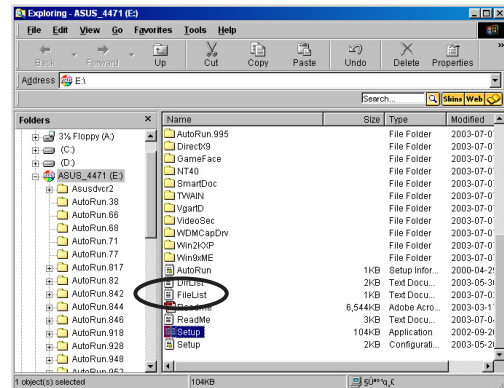 Exploring - ASUS_4471 (E:)
File Edit View Go Favorites Tools Help
Back Forward Up Cut Copy Paste Undo Delete Properties
Address E:\
Search... Skins Web
Folders × Name Size Type Modified
3½ Floppy (A:)
(C:)
(D:)
ASUS_4471 (E:)
Asusdvcr2
AutoRun.38
AutoRun.66
AutoRun.68
AutoRun.71
AutoRun.77
AutoRun.817
AutoRun.82
AutoRun.842
AutoRun.844
AutoRun.846
AutoRun.918
AutoRun.928
AutoRun.948
AutoRun.952
AutoRun.995 File Folder 2003-07-0
DirectX9 File Folder 2003-07-0
GameFace File Folder 2003-07-0
NT40 File Folder 2003-07-0
SmartDoc File Folder 2003-07-0
TWAIN File Folder 2003-07-0
VgartD File Folder 2003-07-0
VideoSec File Folder 2003-07-0
WDMCapDrv File Folder 2003-07-0
Win2KXP File Folder 2003-07-0
Win9xME File Folder 2003-07-0
AutoRun 1KB Setup Infor... 2000-04-2
DirList 2KB Text Docu... 2003-05-3
FileList 1KB Text Docu... 2003-07-0
ReadMe 6,544KB Adobe Acro... 2003-03-1
ReadMe 3KB Text Docu... 2003-07-0
Setup 104KB Application 2002-09-2
Setup 2KB Configurati... 2003-05-2
1 object(s) selected 104KB